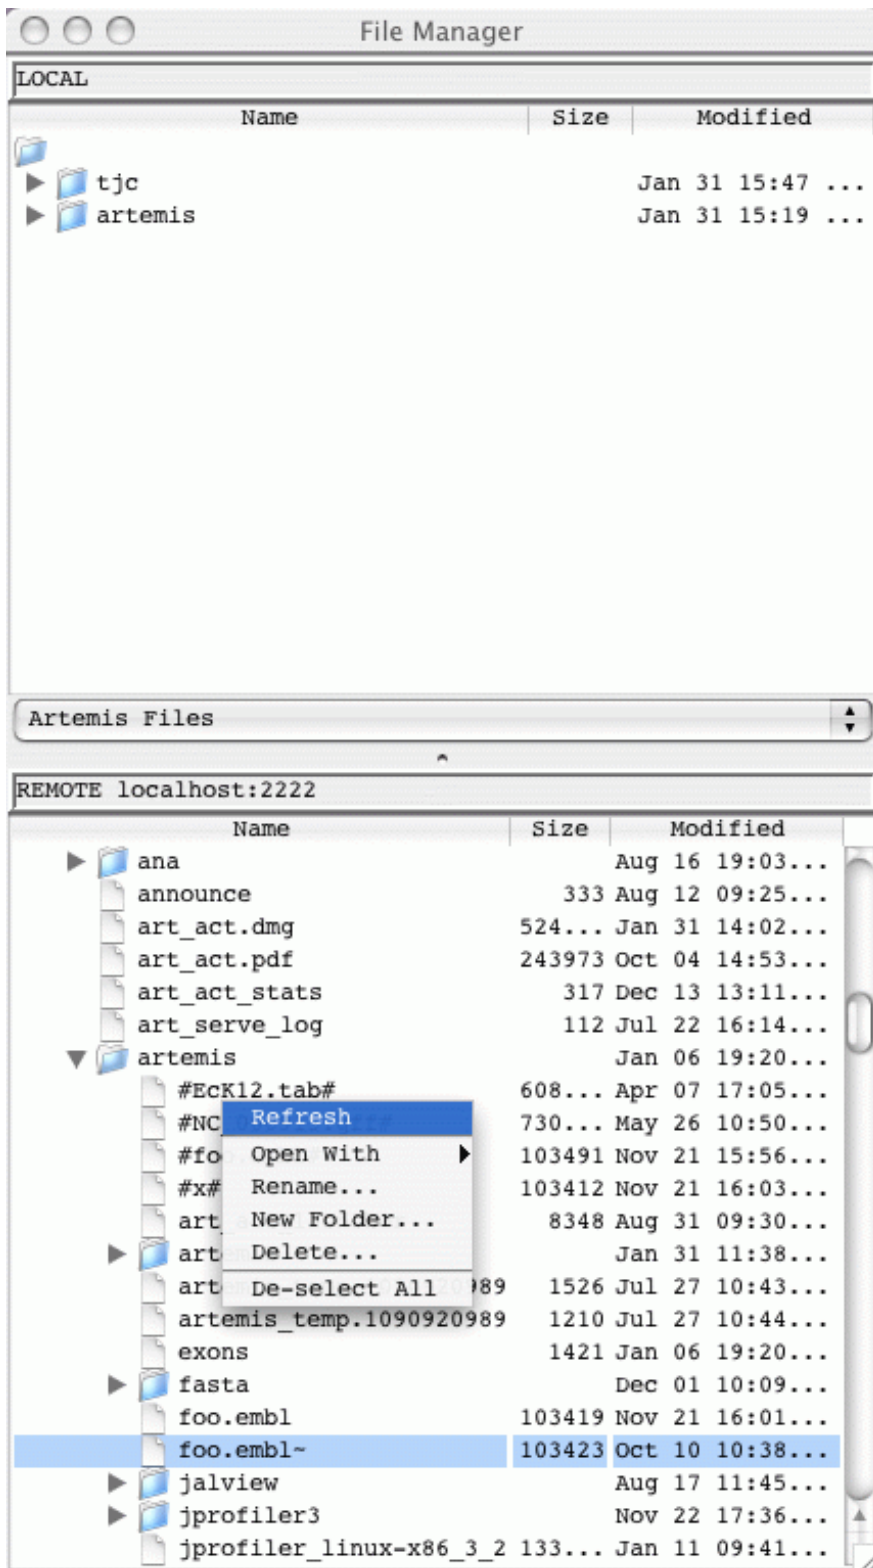 File Manager
LOCAL
Name Size Modified
tjc Jan 31 15:47 ...
artemis Jan 31 15:19 ...
Artemis Files
REMOTE localhost:2222
Name Size Modified
ana Aug 16 19:03...
announce 333 Aug 12 09:25...
art_act.dmg 524... Jan 31 14:02...
art_act.pdf 243973 Oct 04 14:53...
art_act_stats 317 Dec 13 13:11...
art_serve_log 112 Jul 22 16:14...
artemis Jan 06 19:20...
#EcK12.tab# 608... Apr 07 17:05...
#NC Refresh 730... May 26 10:50...
#fo Open With 103491 Nov 21 15:56...
#x# Rename... 103412 Nov 21 16:03...
art New Folder... 8348 Aug 31 09:30...
art Delete... Jan 31 11:38...
art De-select All 989 1526 Jul 27 10:43...
artemis_temp.1090920989 1210 Jul 27 10:44...
exons 1421 Jan 06 19:20...
fasta Dec 01 10:09...
foo.embl 103419 Nov 21 16:01...
foo.embl~ 103423 Oct 10 10:38...
jalview Aug 17 11:45...
jprofiler3 Nov 22 17:36...
jprofiler_linux-x86_3_2 133... Jan 11 09:41...